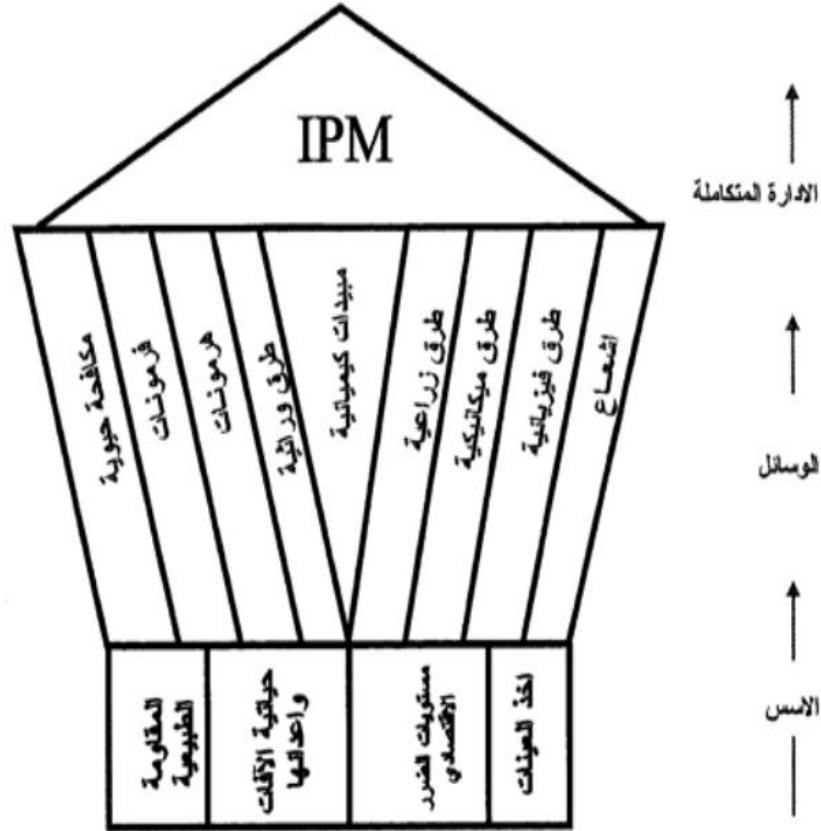 IPM
الادارة المتكاملة
مكافحة حيوية
فرمونات
هرمونات
طرق وراثية
مبيدات كيميائية
طرق زراعية
طرق ميكانيكية
طرق فيزيائية
اشعاع
الوسائل
المقاومة
الطبيعية
حياتية الآفات
واعدائها
مستويات الضرر
الاقتصادي
اخذ العينات
الاسس